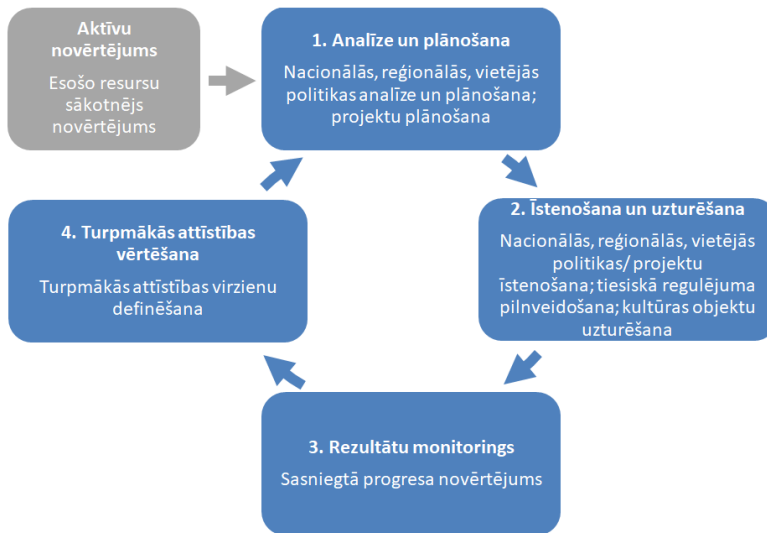 Aktīvu
novērtējums
Esošo resursu
sākotnējs
novērtējums
1. Analīze un plānošana
Nacionālās, reģionālās, vietējās
politikas analīze un plānošana;
projektu plānošana
2. Īstenošana un uzturēšana
Nacionālās, reģionālās, vietējās
politikas/ projektu
īstenošana; tiesiskā regulējuma
pilnveidošana; kultūras objektu
uzturēšana
3. Rezultātu monitorings
Sasniegtā progresa novērtējums
4. Turpmākās attīstības
vērtēšana
Turpmākās attīstības virzienu
definēšana